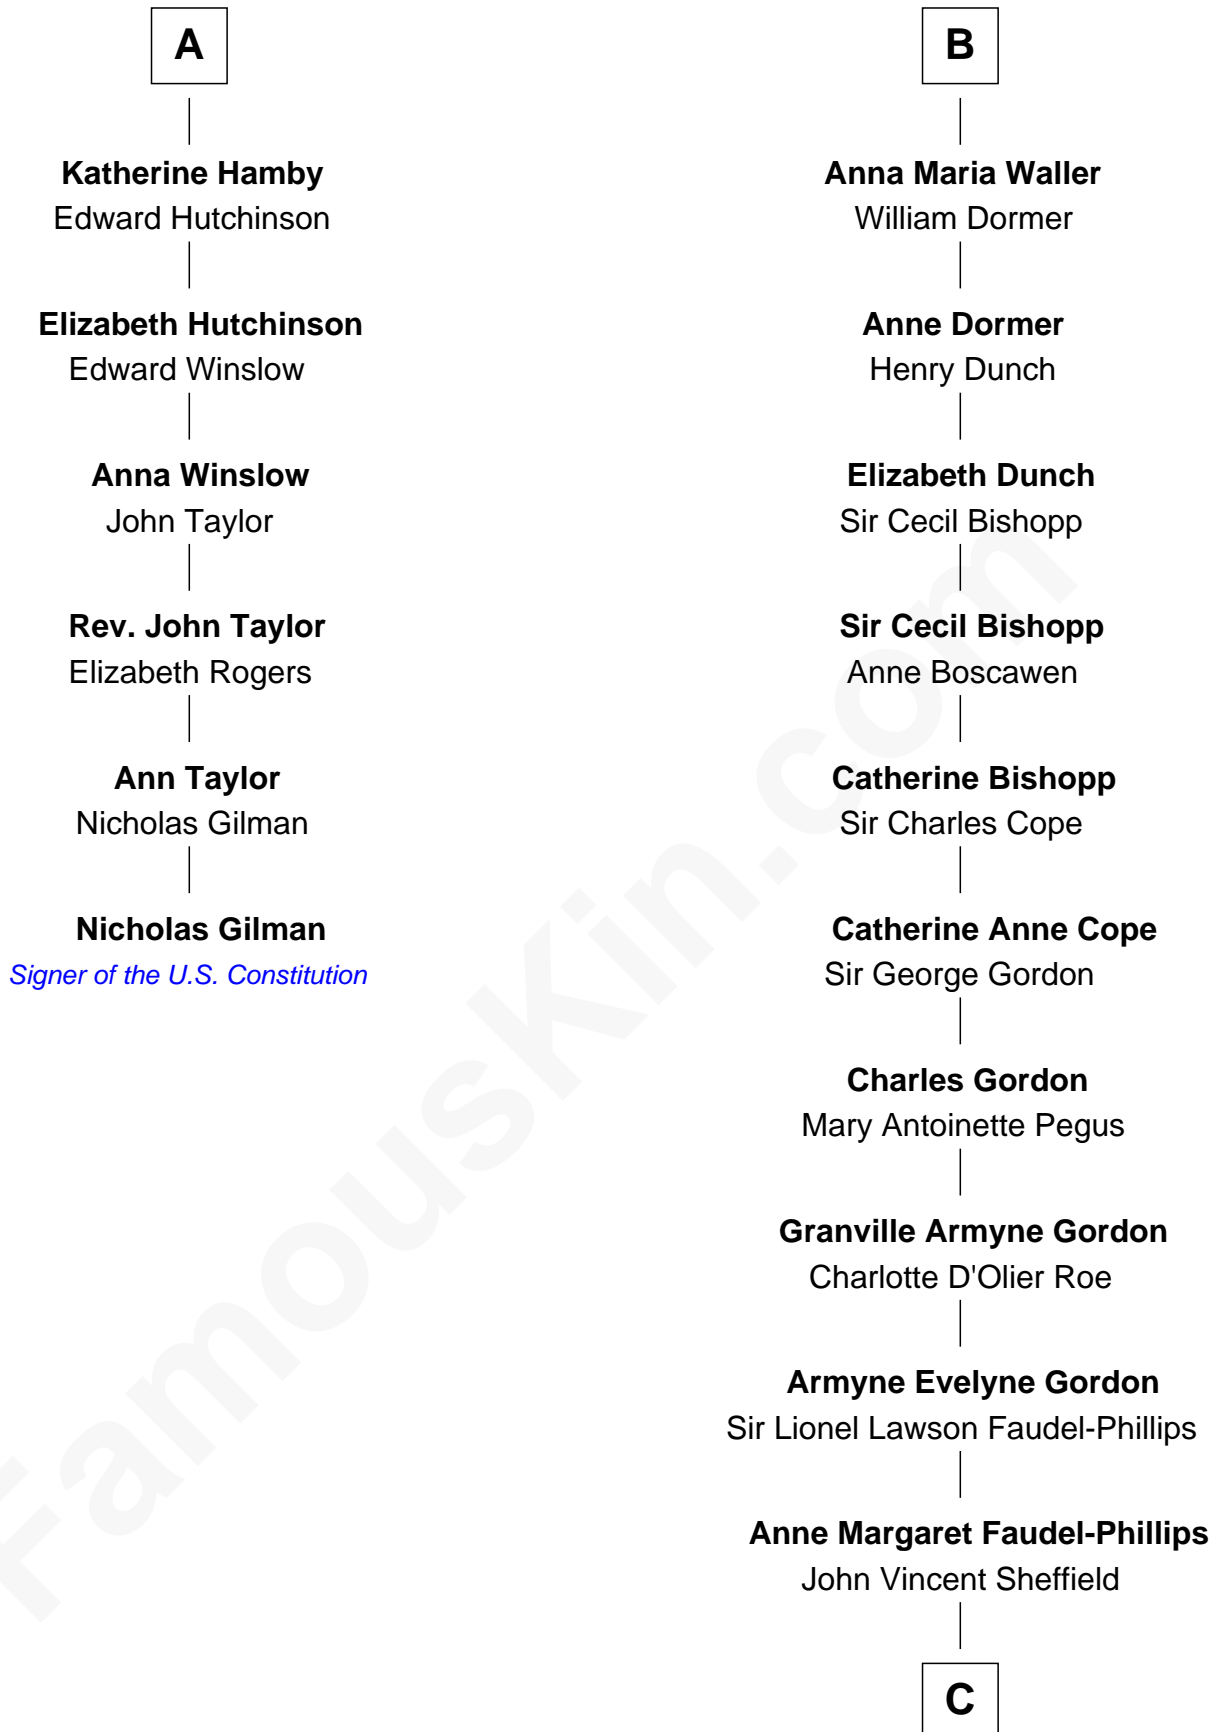 A
Katherine Hamby
Edward Hutchinson
Elizabeth Hutchinson
Edward Winslow
Anna Winslow
John Taylor
Rev. John Taylor
Elizabeth Rogers
Ann Taylor
Nicholas Gilman
Nicholas Gilman
Signer of the U.S. Constitution
B
Anna Maria Waller
William Dormer
Anne Dormer
Henry Dunch
Elizabeth Dunch
Sir Cecil Bishopp
Sir Cecil Bishopp
Anne Boscawen
Catherine Bishopp
Sir Charles Cope
Catherine Anne Cope
Sir George Gordon
Charles Gordon
Mary Antoinette Pegus
Granville Armyne Gordon
Charlotte D'Olier Roe
Armyne Evelyne Gordon
Sir Lionel Lawson Faudel-Phillips
Anne Margaret Faudel-Phillips
John Vincent Sheffield
C
FamousKin.com